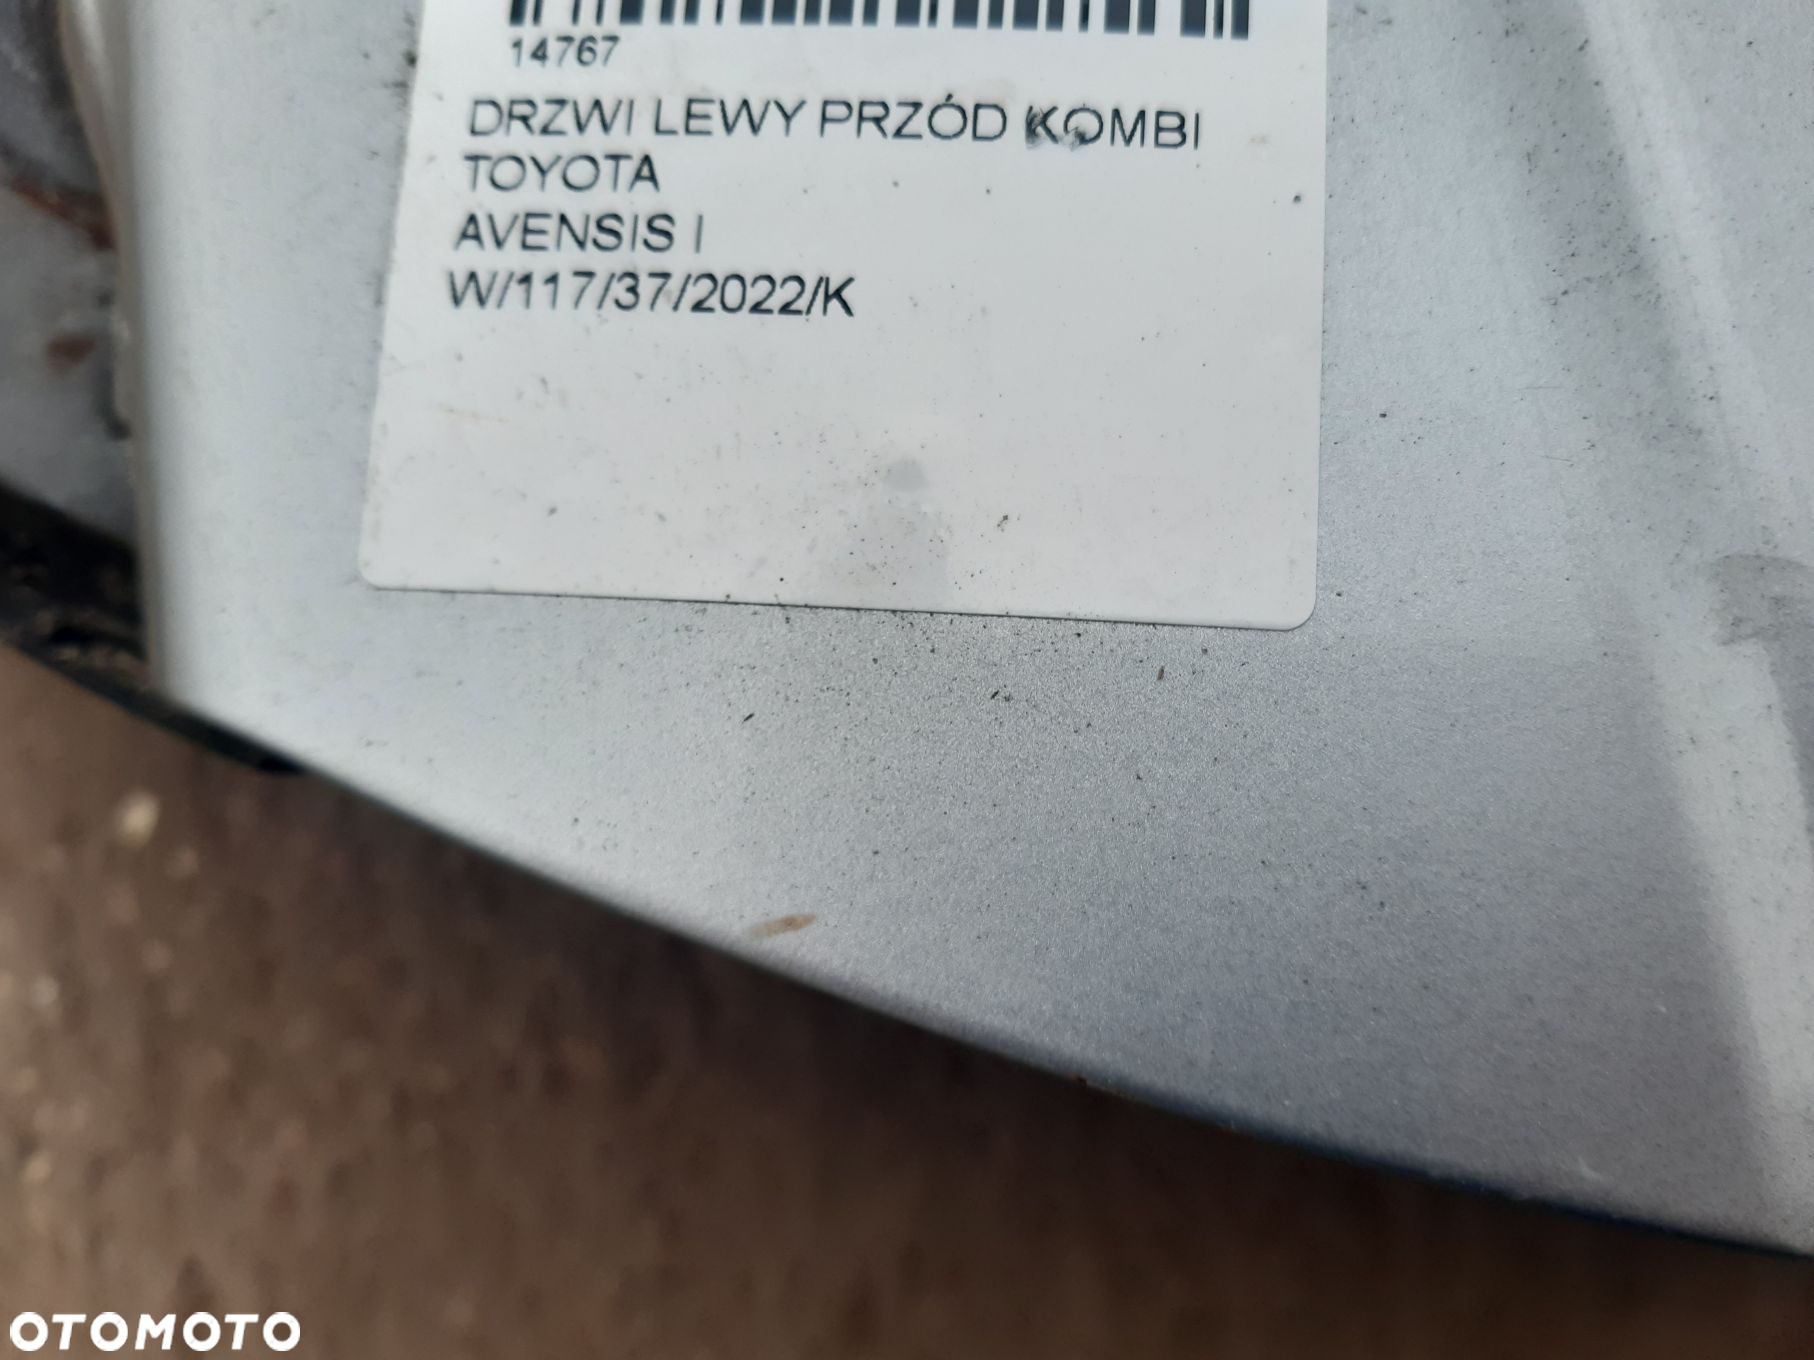 14767
DRZWI LEWY PRZÓD KOMBI
TOYOTA
AVENSIS I
W/117/37/2022/K
OTOMOTO